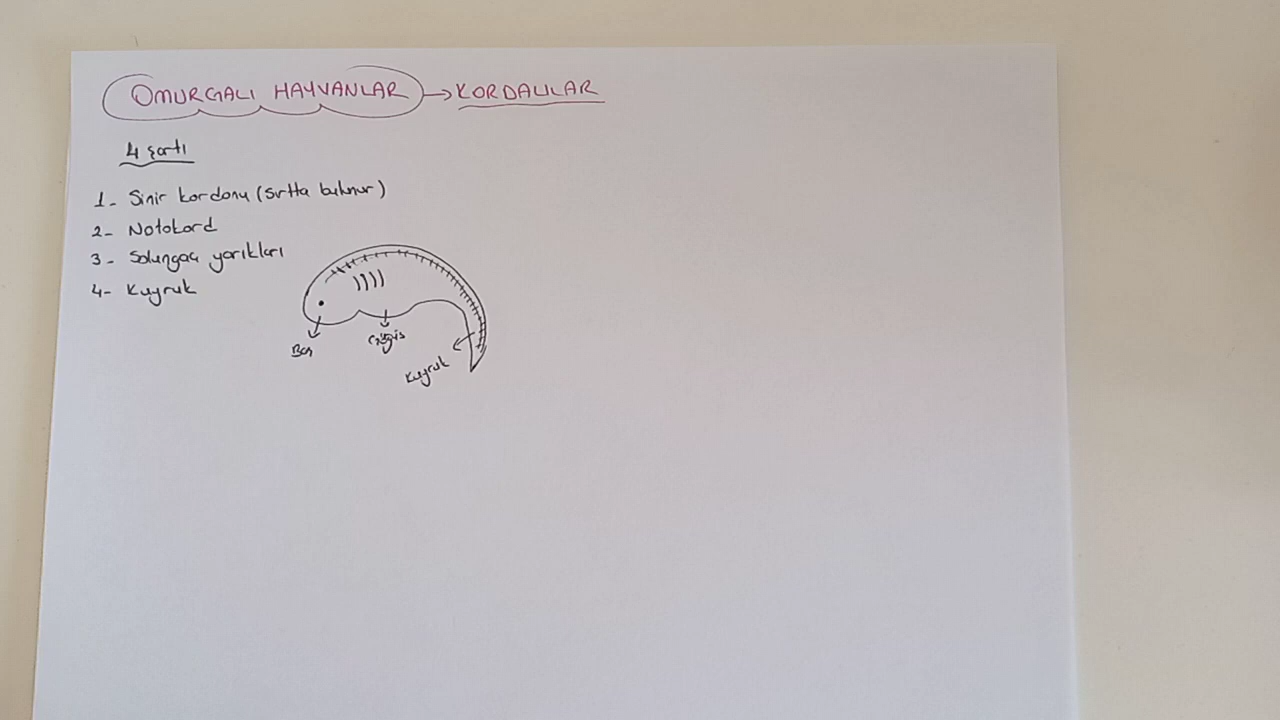 OMURGALI HAYVANLAR → KORDALILAR
4 şartı
1- Sinir kordonu (sırtta bulunur)
2- Notokord
3- Solungaç yarıkları
4- Kuyruk
Baş
Göğüs
Kuyruk